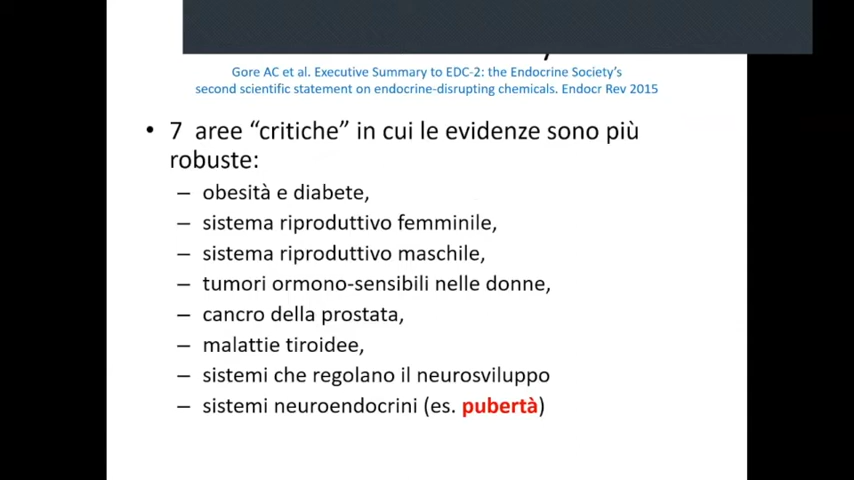 Gore AC et al. Executive Summary to EDC-2: the Endocrine Society's
second scientific statement on endocrine-disrupting chemicals. Endocr Rev 2015
• 7 aree “critiche” in cui le evidenze sono più
robuste:
– obesità e diabete,
– sistema riproduttivo femminile,
– sistema riproduttivo maschile,
– tumori ormono-sensibili nelle donne,
– cancro della prostata,
– malattie tiroidee,
– sistemi che regolano il neurosviluppo
– sistemi neuroendocrini (es. pubertà)